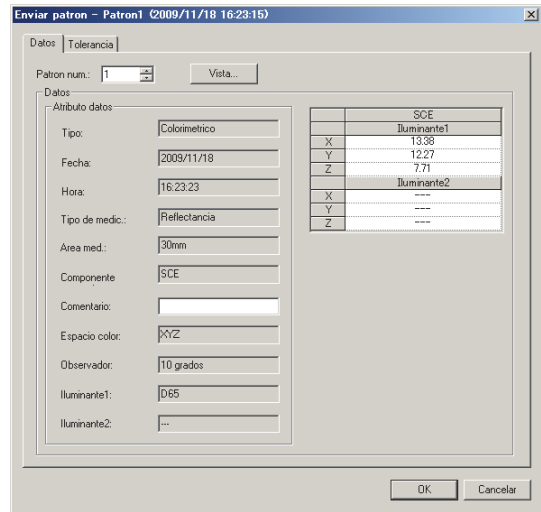 Enviar patron - Patron1 (2009/11/18 16:23:15)
Datos Tolerancia
Patron num.: 1 Vista...
Datos
Atributo datos
Tipo: Colorimetrico
Fecha: 2009/11/18
Hora: 16:23:23
Tipo de medic.: Reflectancia
Area med.: 30mm
Componente SCE
Comentario:
Espacio color: XYZ
Observador: 10 grados
Iluminante1: D65
Iluminante2: ---
SCE
Iluminante1
X 13.38
Y 12.27
Z 7.71
Iluminante2
X ---
Y ---
Z ---
OK Cancelar